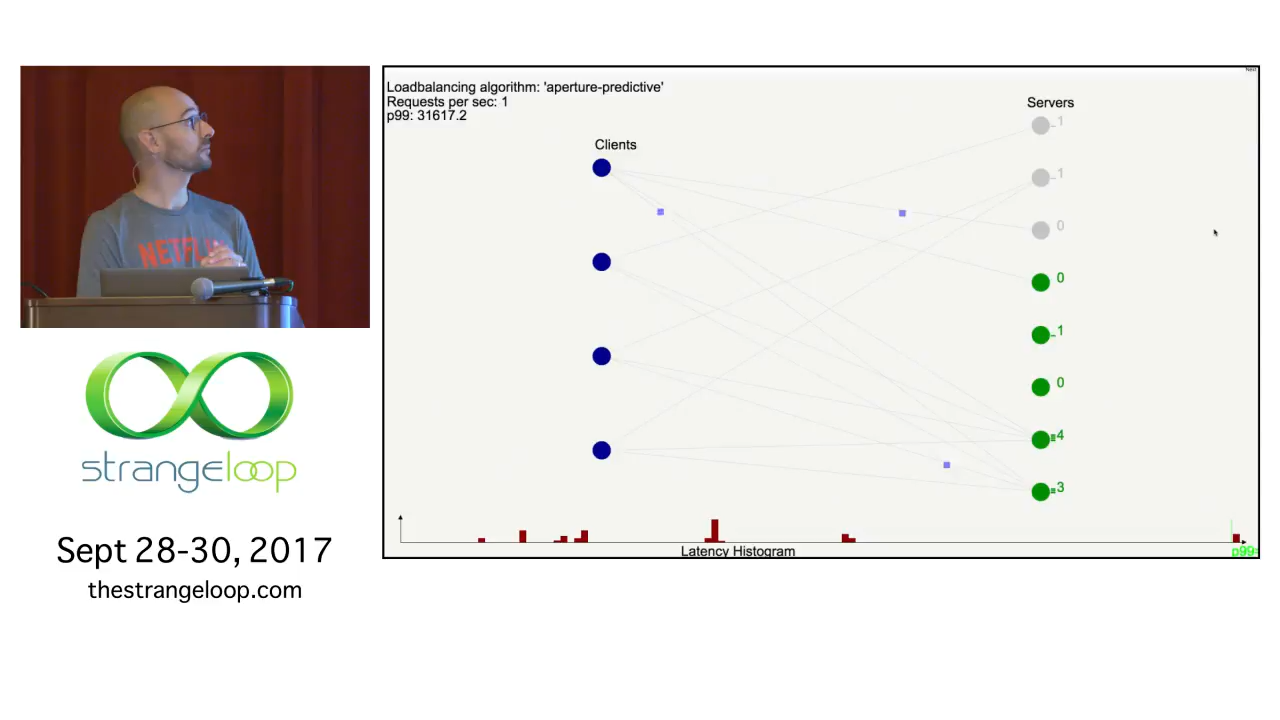 NETFLIX
strangeloop
Sept 28-30, 2017
thestrangeloop.com
Next
Loadbalancing algorithm: 'aperture-predictive'
Requests per sec: 1
p99: 31617.2
Clients
Servers
1
1
0
0
1
0
4
3
Latency Histogram
p99